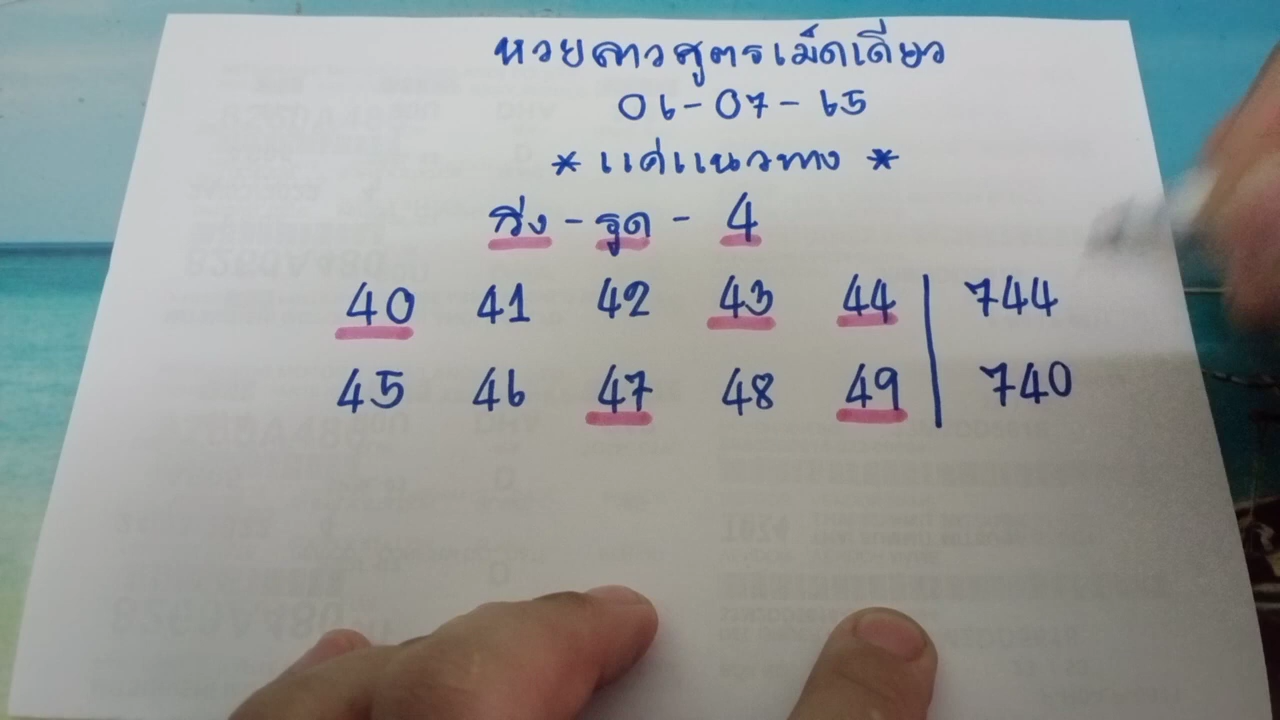 หวยลาวสูตรเม็ดเดียว
06-07-65
* แค่แนวทาง *
วิ่ง - รูด - 4
40 41 42 43 44 | 744
45 46 47 48 49 | 740